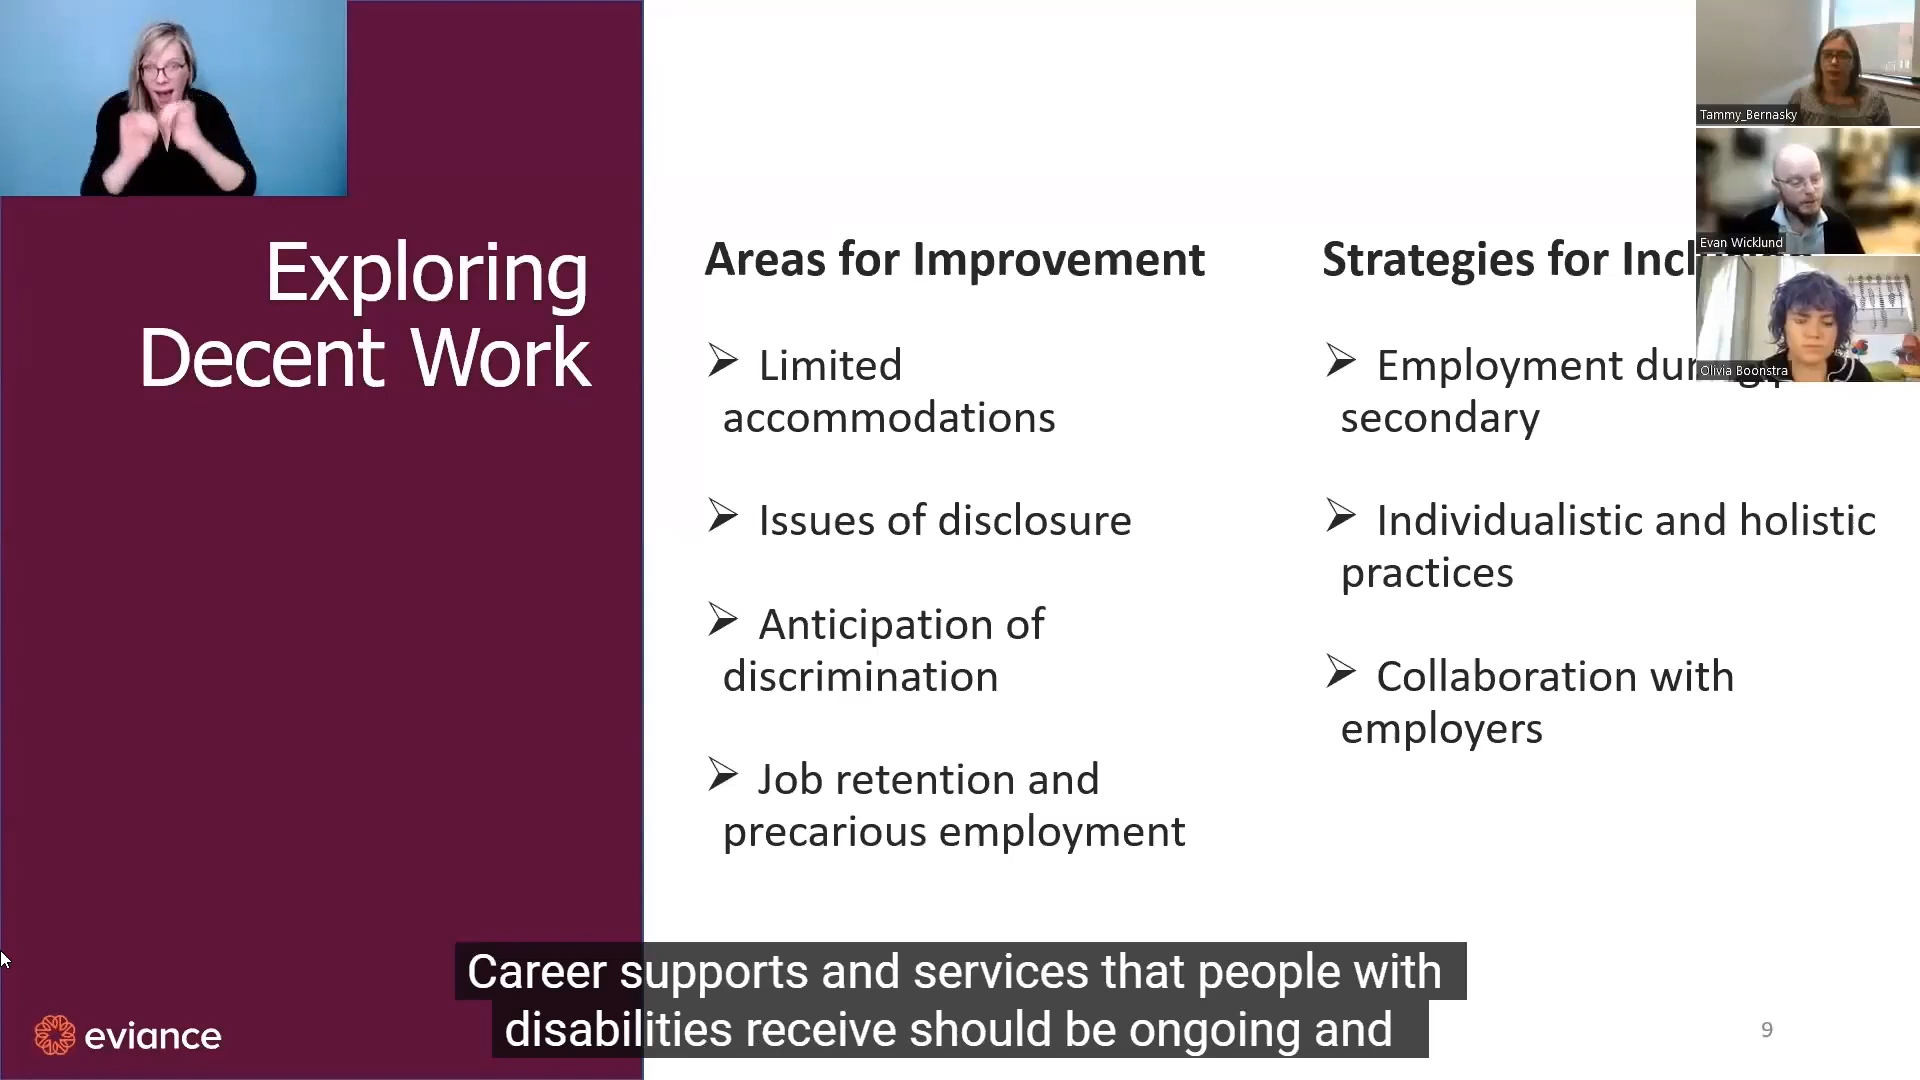 Tammy_Bernasky
Evan Wicklund
Olivia Boonstra
Exploring
Decent Work
Areas for Improvement
➢ Limited
accommodations
➢ Issues of disclosure
➢ Anticipation of
discrimination
➢ Job retention and
precarious employment
Strategies for
➢ Employment
secondary
➢ Individualistic and holistic
practices
➢ Collaboration with
employers
Career supports and services that people with
disabilities receive should be ongoing and
eviance
9